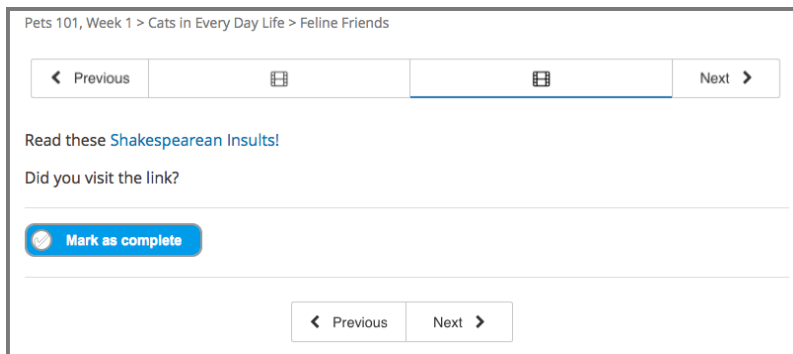 Pets 101, Week 1 > Cats in Every Day Life > Feline Friends
Previous
Next
Read these Shakespearean Insults!
Did you visit the link?
Mark as complete
Previous
Next